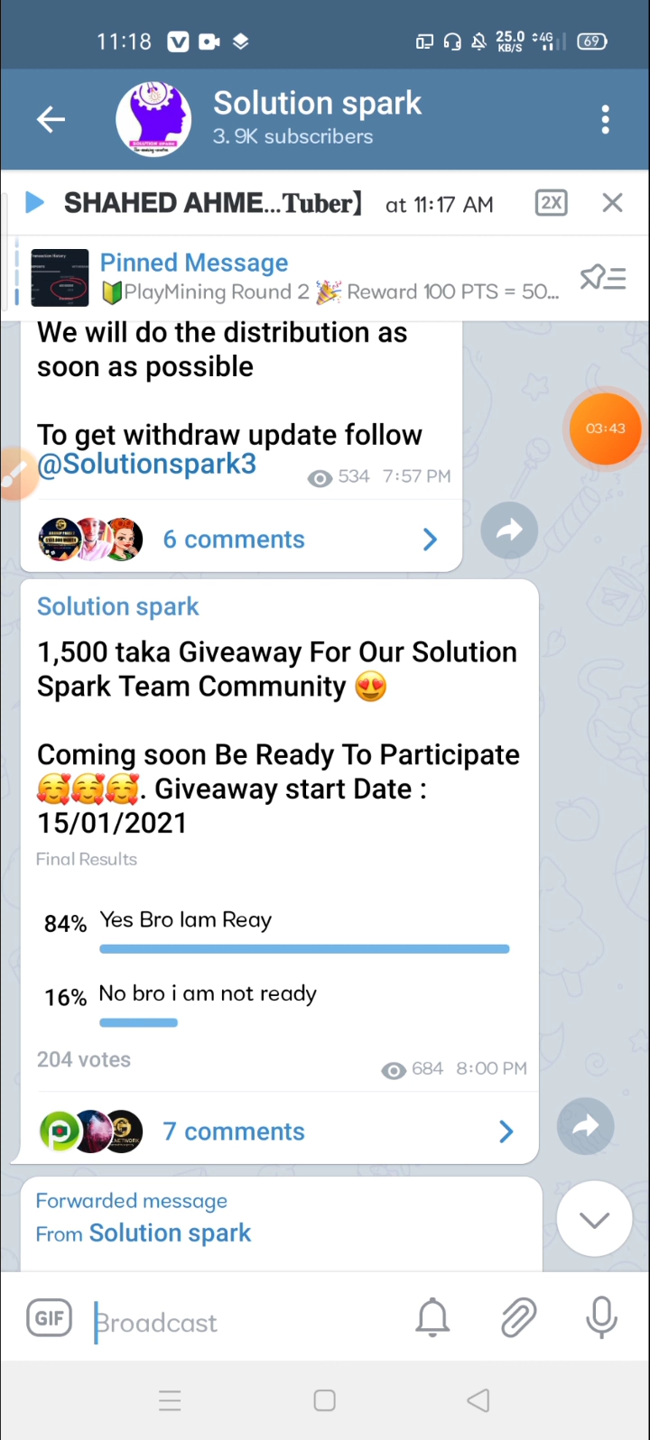 11:18
25.0
KB/S
4G
69
Solution spark
3.9K subscribers
SHAHED AHME...Tuber】 at 11:17 AM
2X
Pinned Message
🔰PlayMining Round 2 🎉 Reward 100 PTS = 50...
We will do the distribution as
soon as possible
03:43
To get withdraw update follow
@Solutionspark3
534 7:57 PM
6 comments
Solution spark
1,500 taka Giveaway For Our Solution
Spark Team Community 😍
Coming soon Be Ready To Participate
🥰🥰🥰. Giveaway start Date :
15/01/2021
Final Results
84% Yes Bro Iam Reay
16% No bro i am not ready
204 votes
684 8:00 PM
7 comments
Forwarded message
From Solution spark
GIF
Broadcast